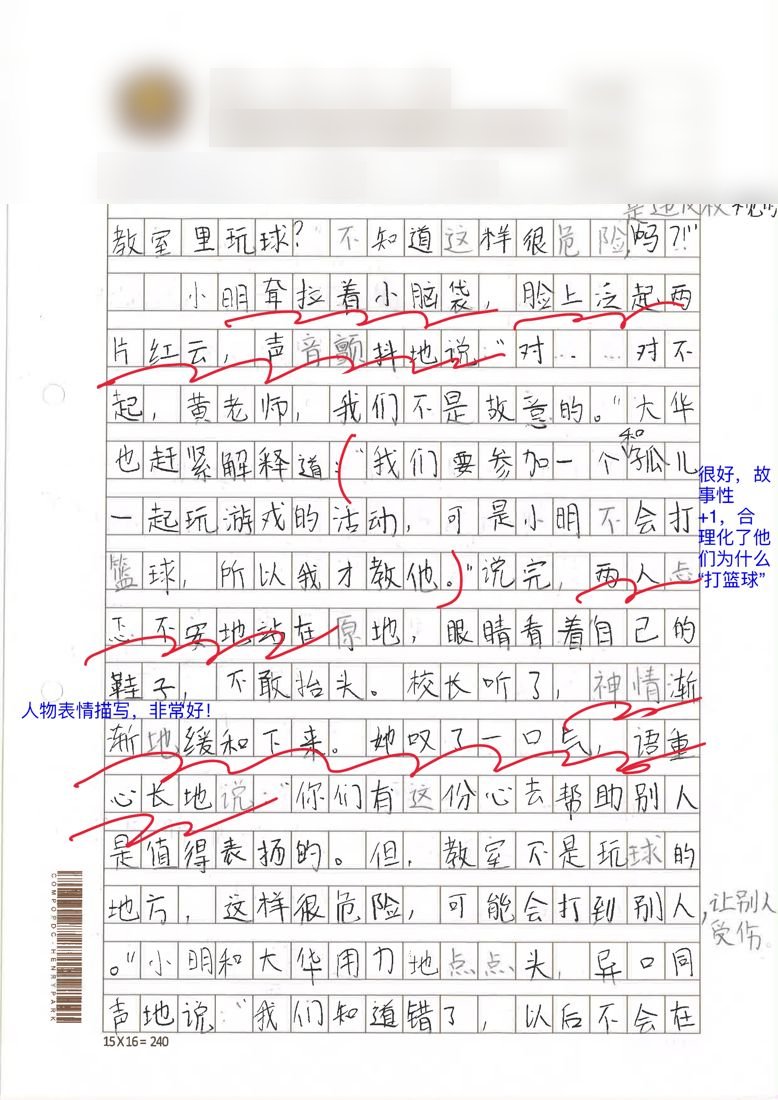 是违反校规吗
教室里玩球？不知道这样很危险吗？！"
小明耷拉着小脑袋，脸上泛起两
片红云，声音颤抖地说："对……对不
起，黄老师，我们不是故意的。"大华
也赶紧解释道："我们要参加一个和孤儿
一起玩游戏的活动，可是小明不会打
篮球，所以我才教他。"说完，两人忐
忑不安地站在原地，眼睛看着自己的
鞋子，不敢抬头。校长听了，神情渐
渐地缓和下来。她叹了一口气，语重
心长地说："你们有这份心去帮助别人
是值得表扬的。但，教室不是玩球的
地方，这样很危险，可能会打到别人，让别人受伤。
。"小明和大华用力地点点头，异口同
声地说："我们知道错了，以后不会在
很好，故
事性
+1，合
理化了他
们为什么
"打篮球"
人物表情描写，非常好！
COMPOPDC-HENRYPARK
15X16=240